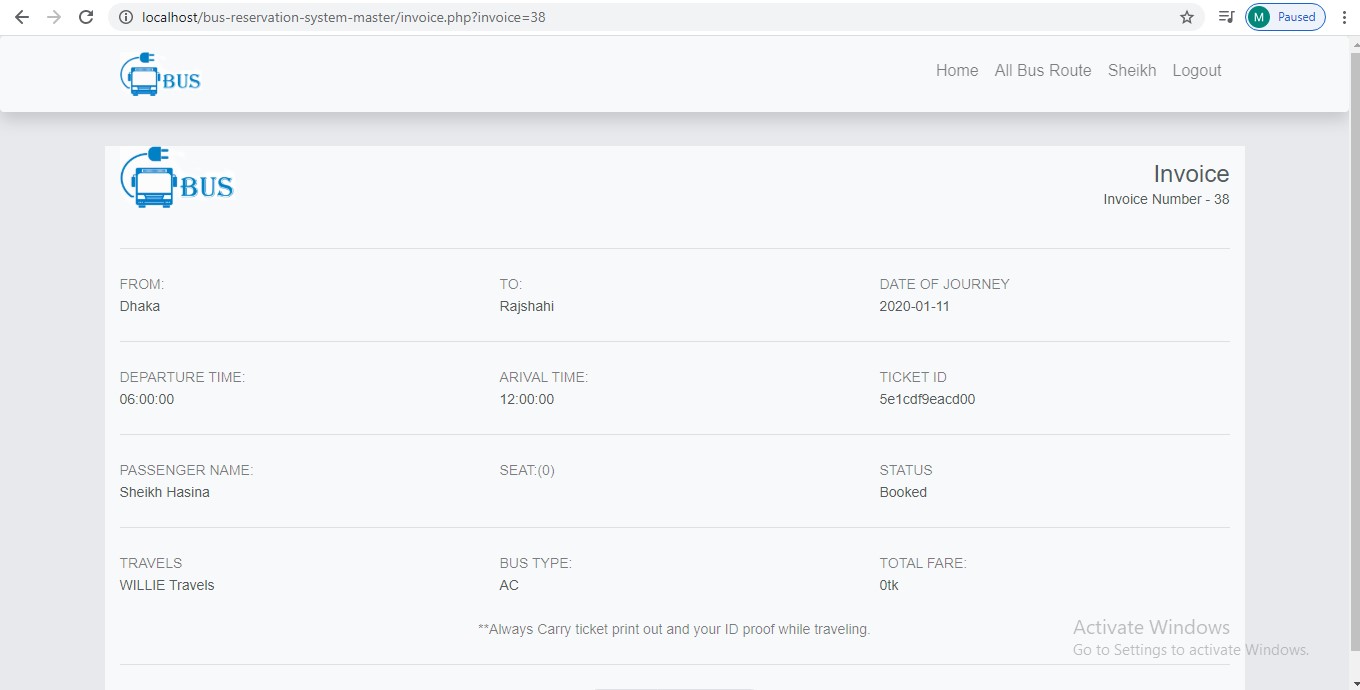 localhost/bus-reservation-system-master/invoice.php?invoice=38
M Paused
BUS
Home All Bus Route Sheikh Logout
BUS
Invoice
Invoice Number - 38
FROM: TO: DATE OF JOURNEY
Dhaka Rajshahi 2020-01-11
DEPARTURE TIME: ARIVAL TIME: TICKET ID
06:00:00 12:00:00 5e1cdf9eacd00
PASSENGER NAME: SEAT:(0) STATUS
Sheikh Hasina Booked
TRAVELS BUS TYPE: TOTAL FARE:
WILLIE Travels AC 0tk
**Always Carry ticket print out and your ID proof while traveling.
Activate Windows
Go to Settings to activate Windows.